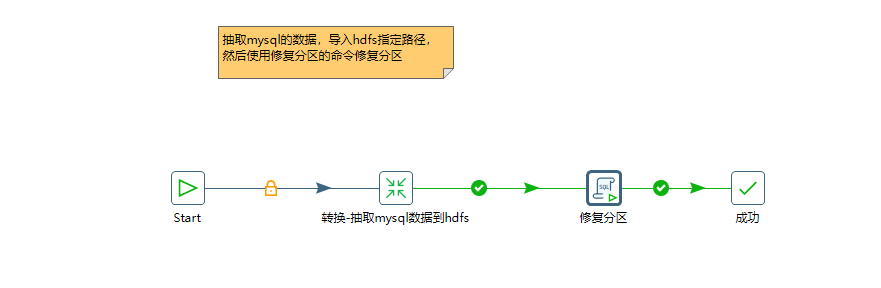 抽取mysql的数据，导入hdfs指定路径，
然后使用修复分区的命令修复分区
SQL
Start
转换-抽取mysql数据到hdfs
修复分区
成功